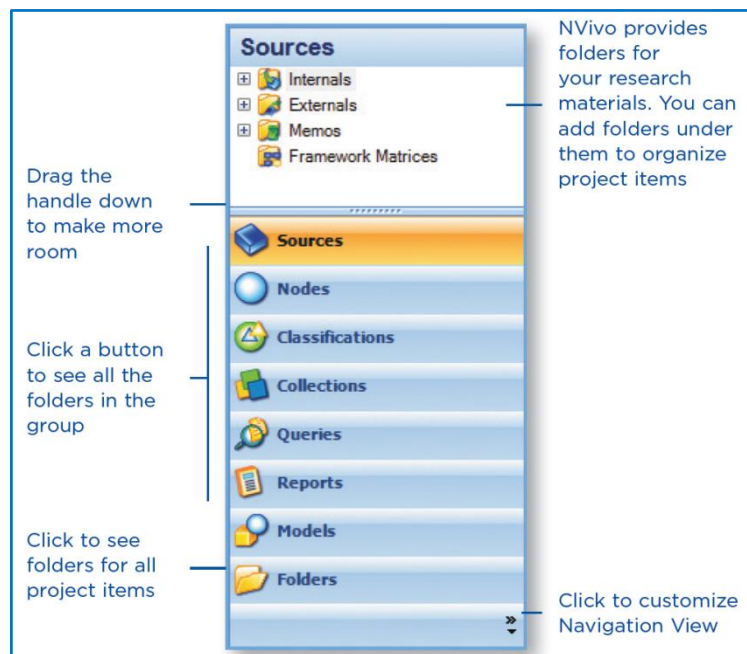 Sources
Internals
Externals
Memos
Framework Matrices
NVivo provides
folders for
your research
materials. You can
add folders under
them to organize
project items
Drag the
handle down
to make more
room
Sources
Nodes
Classifications
Collections
Queries
Reports
Models
Folders
Click a button
to see all the
folders in the
group
Click to see
folders for all
project items
Click to customize
Navigation View